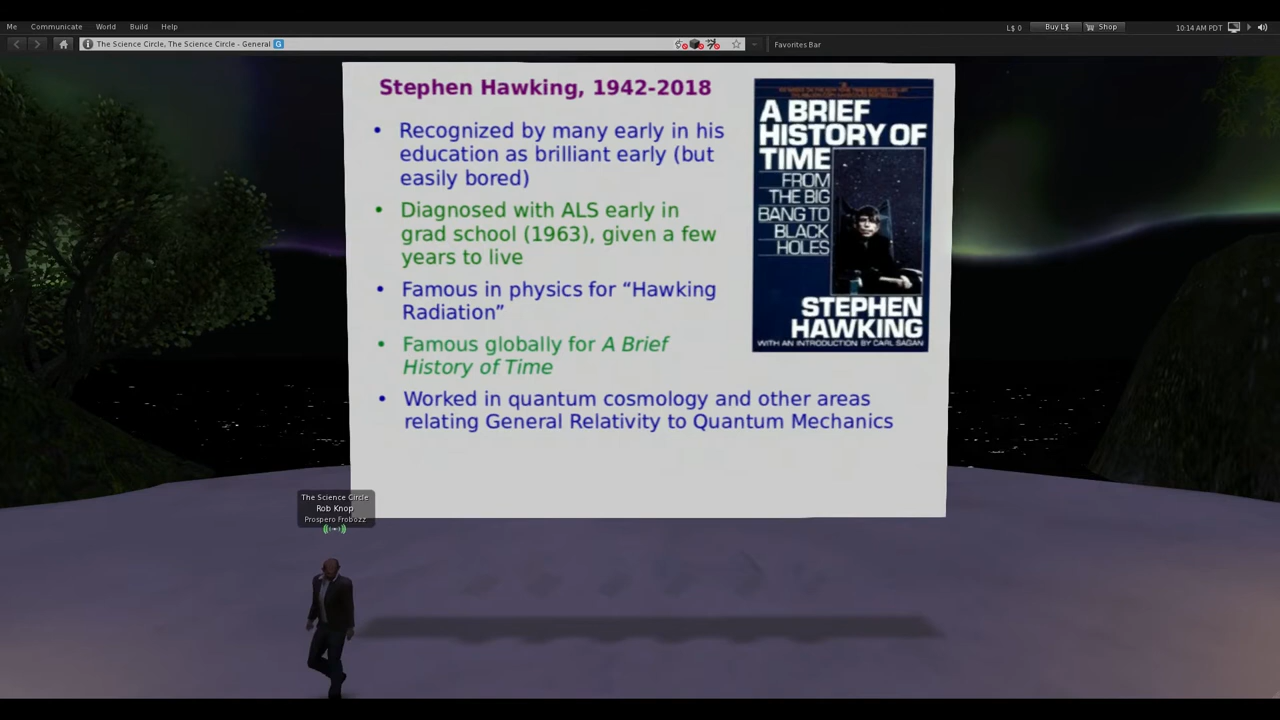 Me Communicate World Build Help
L$ 0 Buy L$ Shop 10:14 AM PDT
The Science Circle, The Science Circle - General G
Favorites Bar
Stephen Hawking, 1942-2018
• Recognized by many early in his
education as brilliant early (but
easily bored)
• Diagnosed with ALS early in
grad school (1963), given a few
years to live
• Famous in physics for “Hawking
Radiation”
• Famous globally for A Brief
History of Time
• Worked in quantum cosmology and other areas
relating General Relativity to Quantum Mechanics
A BRIEF
HISTORY OF
TIME
FROM
THE BIG
BANG TO
BLACK
HOLES
STEPHEN
HAWKING
WITH AN INTRODUCTION BY CARL SAGAN
The Science Circle
Rob Knop
Prospero Frobozz